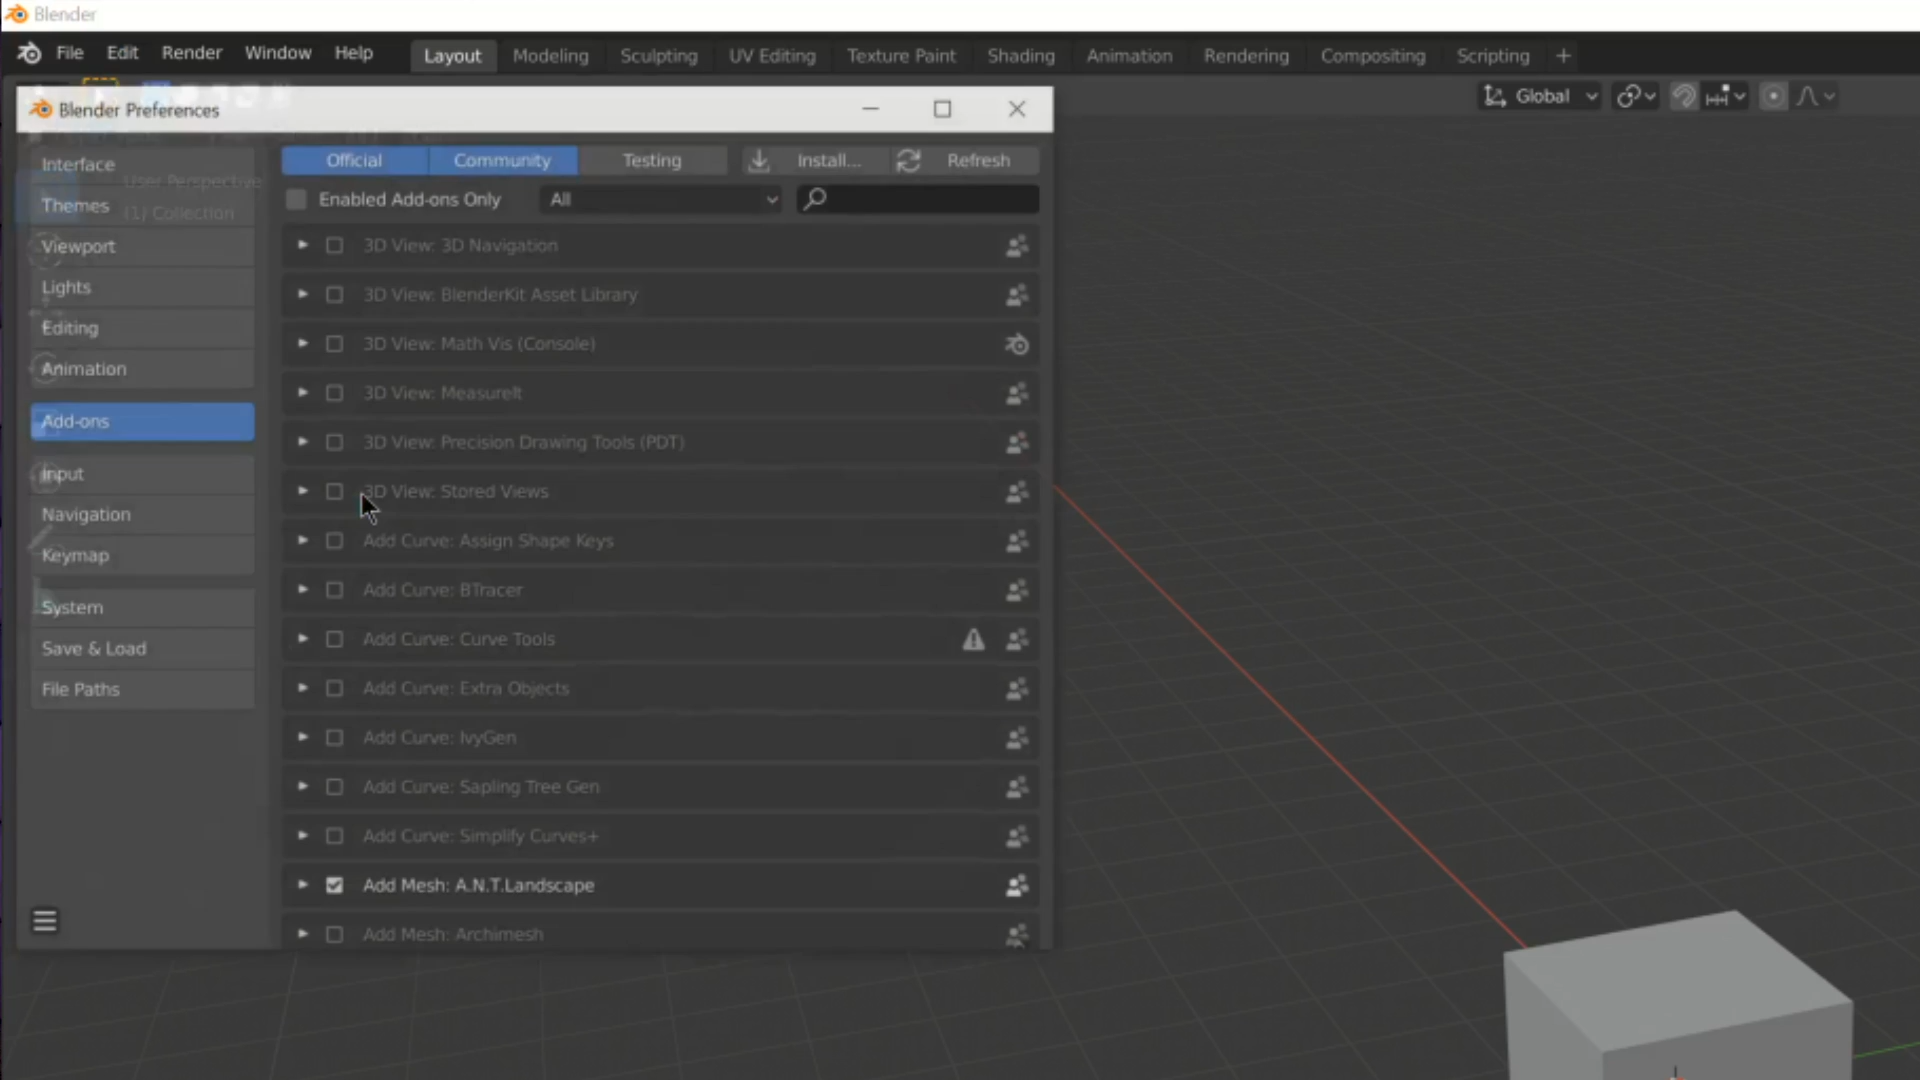 Blender
File Edit Render Window Help Layout Modeling Sculpting UV Editing Texture Paint Shading Animation Rendering Compositing Scripting +
Global
Blender Preferences
Interface
Themes
Viewport
Lights
Editing
Animation
Add-ons
Input
Navigation
Keymap
System
Save & Load
File Paths
User Perspective
(1) Collection
Official Community Testing Install... Refresh
Enabled Add-ons Only All
3D View: 3D Navigation
3D View: BlenderKit Asset Library
3D View: Math Vis (Console)
3D View: MeasureIt
3D View: Precision Drawing Tools (PDT)
3D View: Stored Views
Add Curve: Assign Shape Keys
Add Curve: BTracer
Add Curve: Curve Tools
Add Curve: Extra Objects
Add Curve: IvyGen
Add Curve: Sapling Tree Gen
Add Curve: Simplify Curves+
Add Mesh: A.N.T.Landscape
Add Mesh: Archimesh